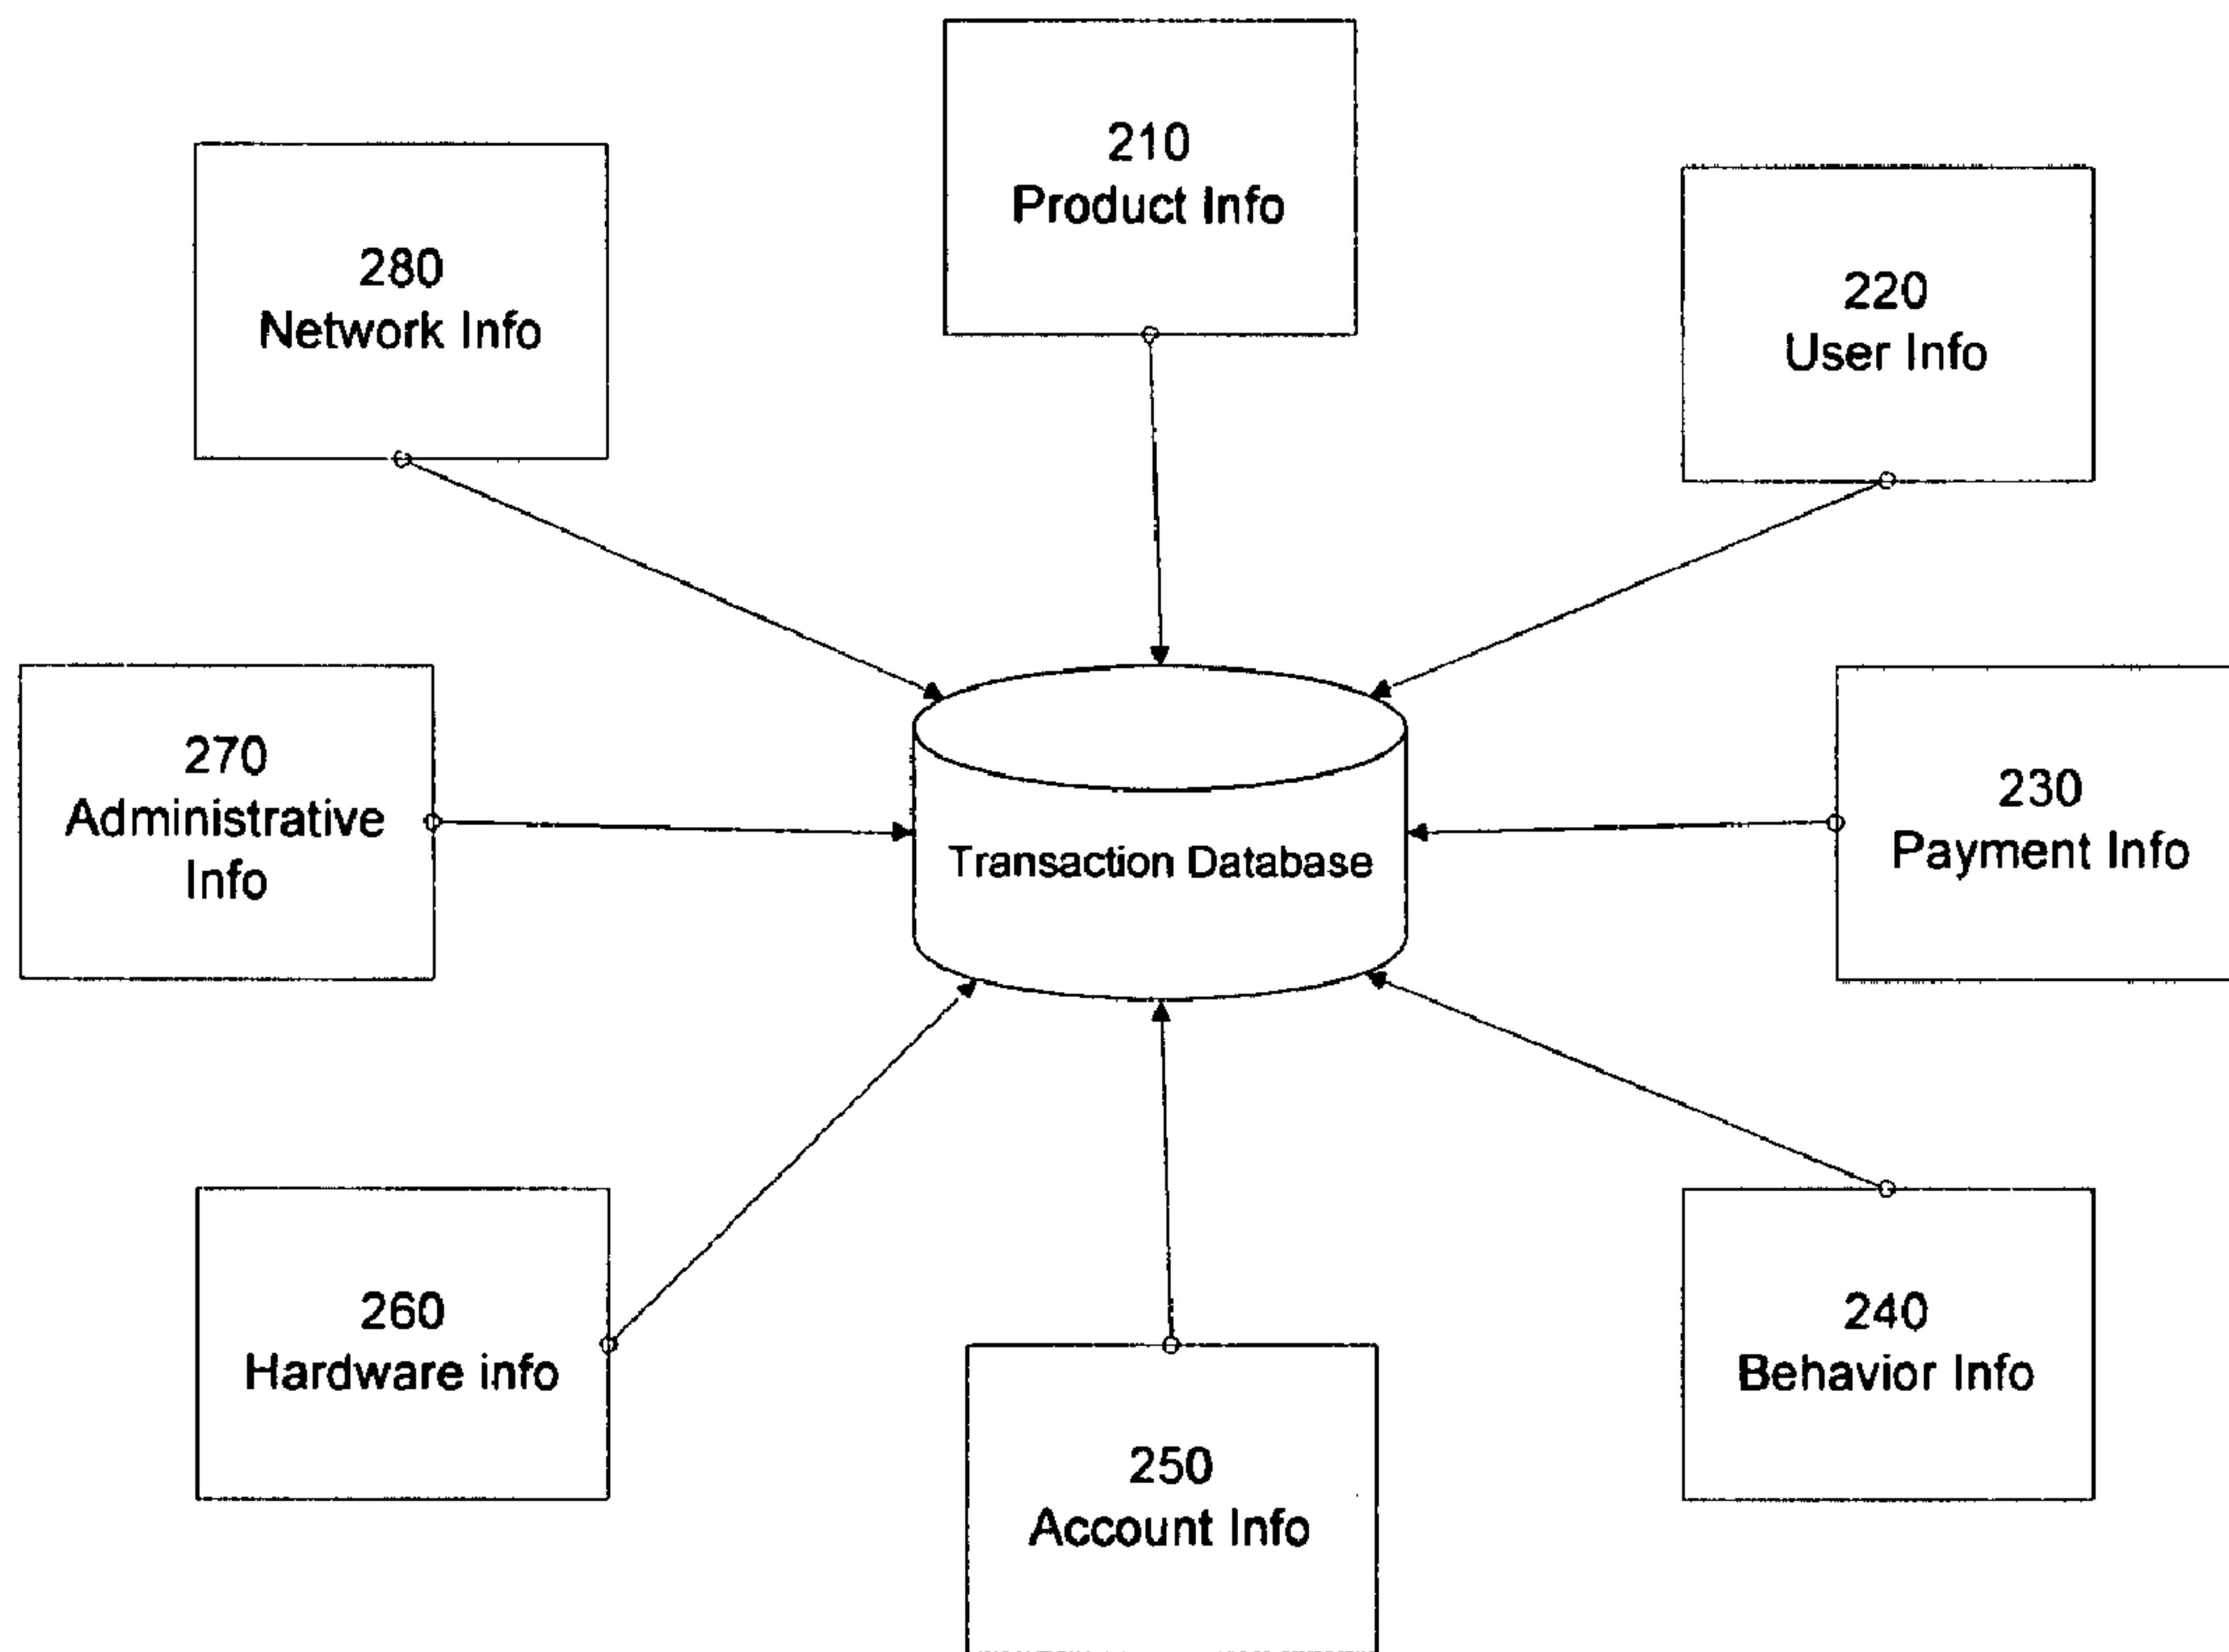 210
Product Info
280
Network Info
220
User Info
270
Administrative
Info
Transaction Database
230
Payment Info
260
Hardware info
240
Behavior Info
250
Account Info